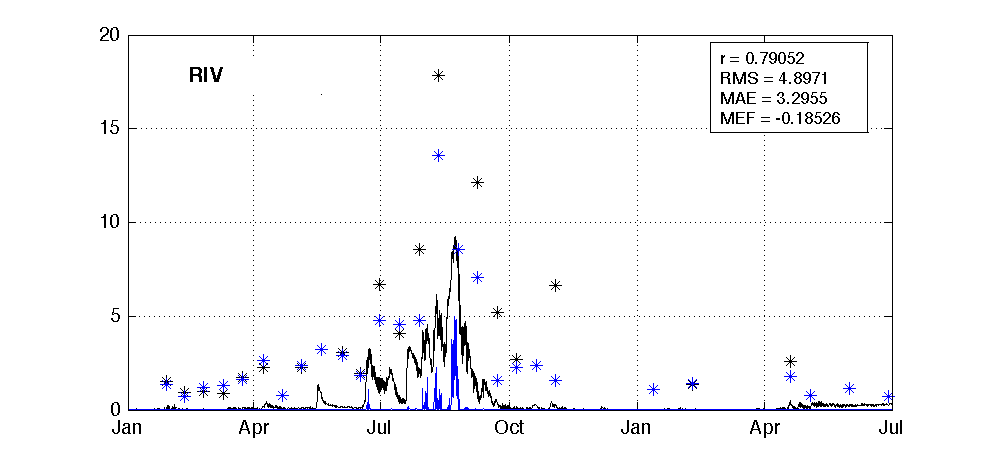 20
RIV
r = 0.79052
RMS = 4.8971
MAE = 3.2955
MEF = -0.18526
15
10
5
0
Jan Apr Jul Oct Jan Apr Jul